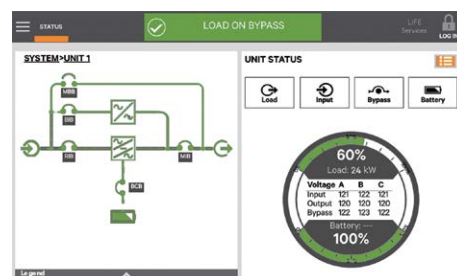 STATUS
LOAD ON BYPASS
LIFE
Services
LOG IN
SYSTEM>UNIT 1
MBB
BIB
RIB
MIB
BCB
Legend
UNIT STATUS
Load
Input
Bypass
Battery
60%
Load: 24 kW
Voltage A B C
Input 121 122 121
Output 120 120 120
Bypass 122 123 122
Battery: ---
100%